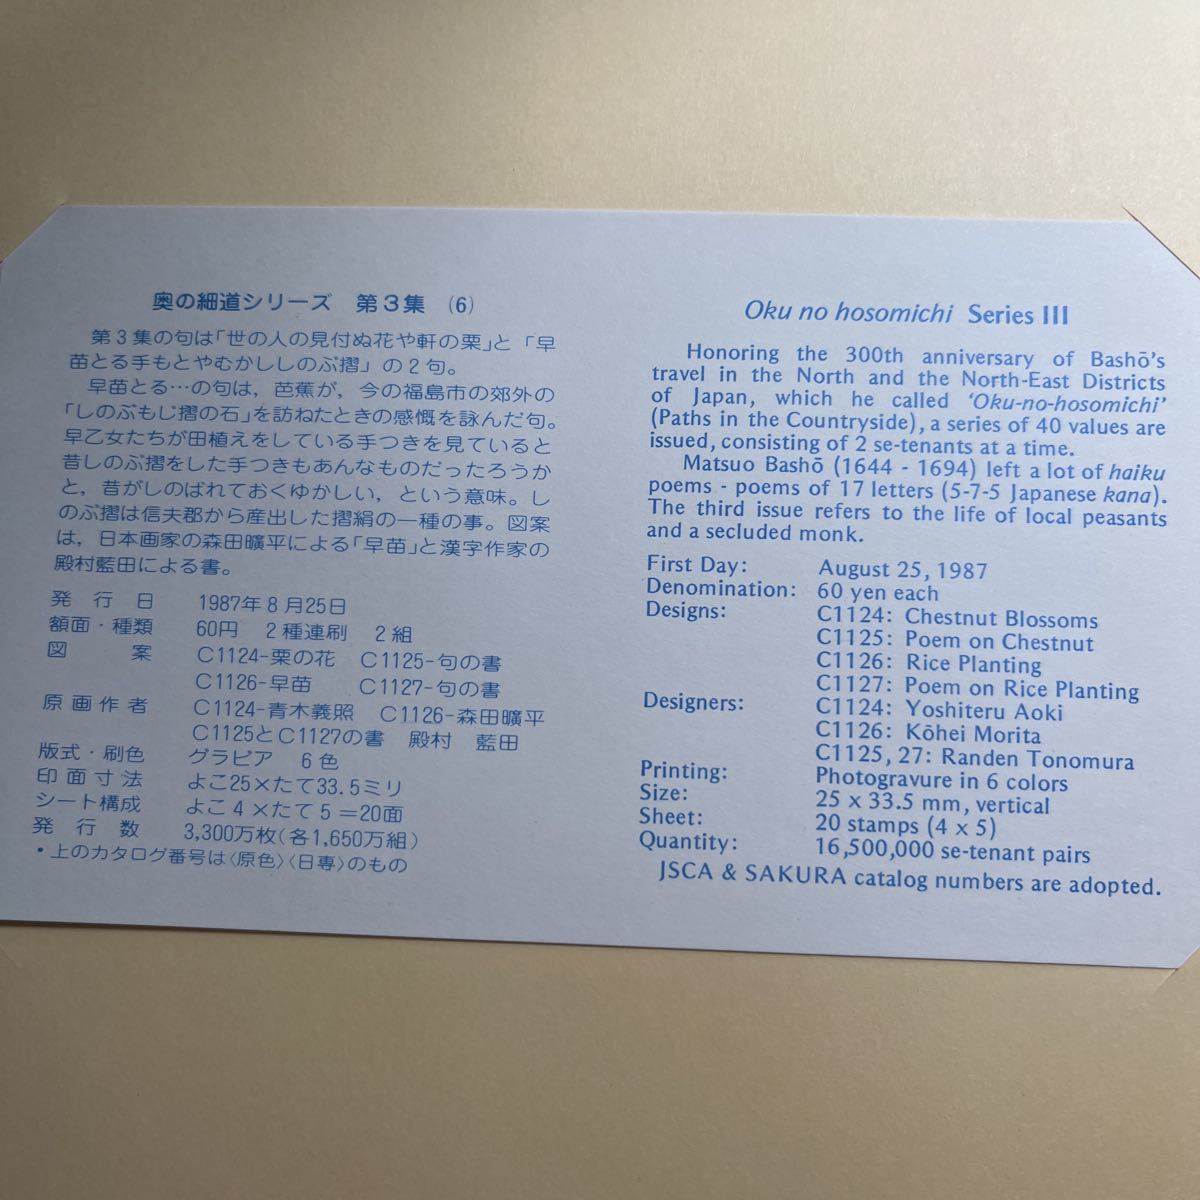 奥の細道シリーズ　第3集　(6)
第3集の句は「世の人の見付ぬ花や軒の栗」と「早
苗とる手もとやむかししのぶ摺」の2句。
早苗とる…の句は，芭蕉が，今の福島市の郊外の
「しのぶもじ摺の石」を訪ねたときの感慨を詠んだ句。
早乙女たちが田植えをしている手つきを見ていると
昔しのぶ摺をした手つきもあんなものだったろうか
と，昔がしのばれておくゆかしい，という意味。し
のぶ摺は信夫郡から産出した摺絹の一種の事。図案
は，日本画家の森田曠平による「早苗」と漢字作家の
殿村藍田による書。
発行日　1987年8月25日
額面・種類　60円　2種連刷　2組
図案　C1124-栗の花　C1125-句の書
C1126-早苗　C1127-句の書
原画作者　C1124-青木義照　C1126-森田曠平
C1125とC1127の書　殿村　藍田
版式・刷色　グラビア　6色
印面寸法　よこ25×たて33.5ミリ
シート構成　よこ4×たて5＝20面
発行数　3,300万枚(各1,650万組)
・上のカタログ番号は〈原色〉〈日専〉のもの
Oku no hosomichi Series III
Honoring the 300th anniversary of Bashō's
travel in the North and the North-East Districts
of Japan, which he called 'Oku-no-hosomichi'
(Paths in the Countryside), a series of 40 values are
issued, consisting of 2 se-tenants at a time.
Matsuo Bashō (1644 - 1694) left a lot of haiku
poems - poems of 17 letters (5-7-5 Japanese kana).
The third issue refers to the life of local peasants
and a secluded monk.
First Day: August 25, 1987
Denomination: 60 yen each
Designs: C1124: Chestnut Blossoms
C1125: Poem on Chestnut
C1126: Rice Planting
C1127: Poem on Rice Planting
Designers: C1124: Yoshiteru Aoki
C1126: Kōhei Morita
C1125, 27: Randen Tonomura
Printing: Photogravure in 6 colors
Size: 25 x 33.5 mm, vertical
Sheet: 20 stamps (4 x 5)
Quantity: 16,500,000 se-tenant pairs
JSCA & SAKURA catalog numbers are adopted.